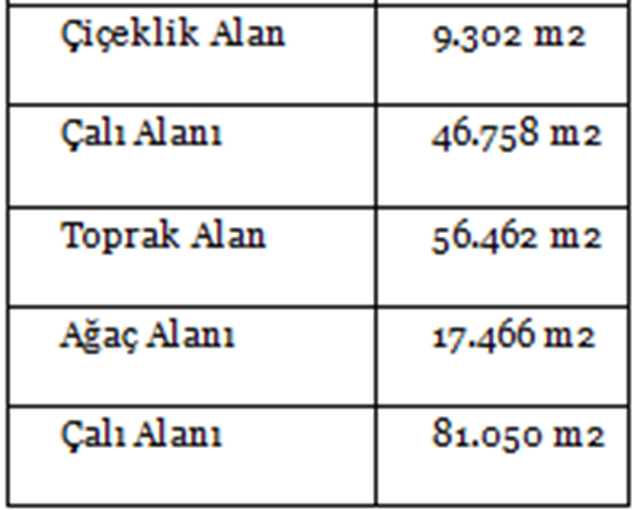 Çiçeklik Alan 9.302 m2
Çalı Alanı 46.758 m2
Toprak Alan 56.462 m2
Ağaç Alanı 17.466 m2
Çalı Alanı 81.050 m2